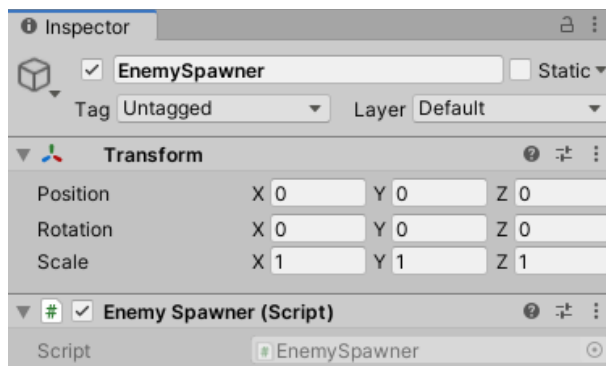 Inspector
EnemySpawner Static
Tag Untagged Layer Default
Transform
Position X 0 Y 0 Z 0
Rotation X 0 Y 0 Z 0
Scale X 1 Y 1 Z 1
# Enemy Spawner (Script)
Script # EnemySpawner